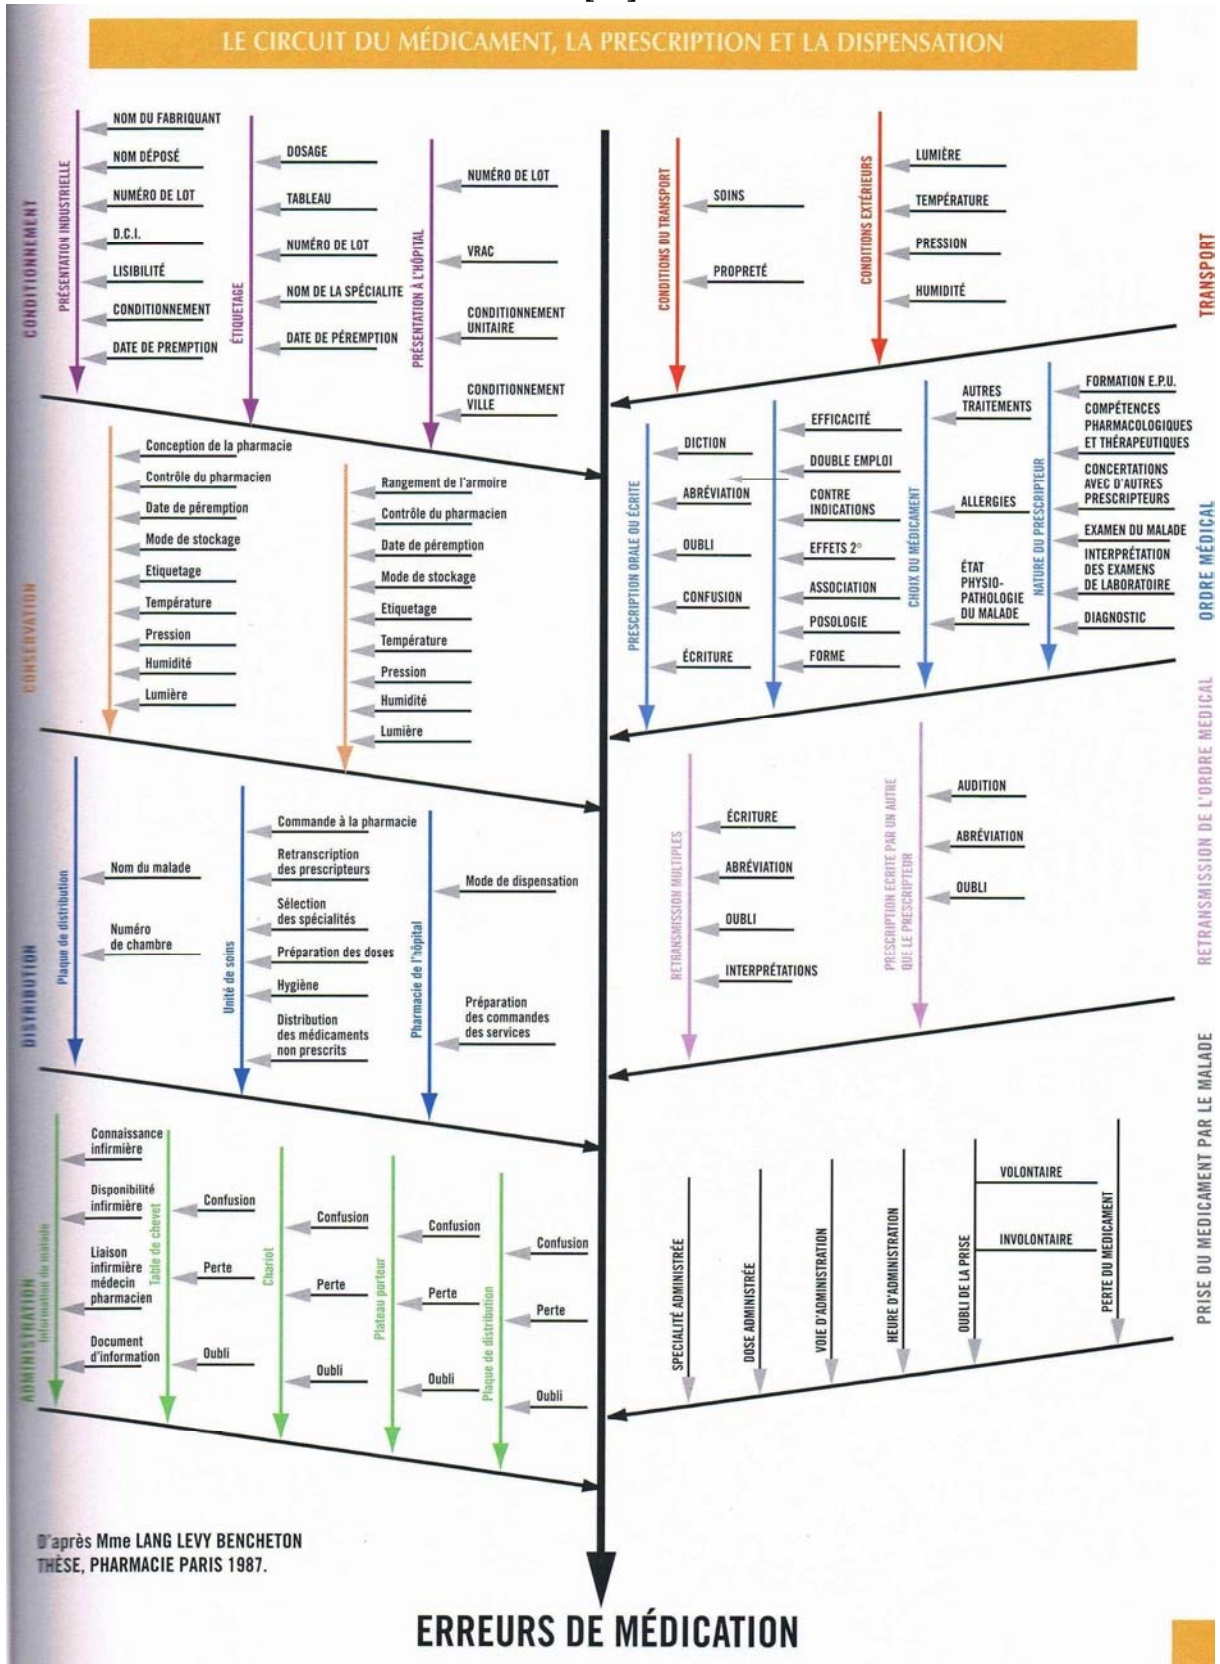 LE CIRCUIT DU MÉDICAMENT, LA PRESCRIPTION ET LA DISPENSATION
CONDITIONNEMENT
PRÉSENTATION INDUSTRIELLE
NOM DU FABRIQUANT
NOM DÉPOSÉ
NUMÉRO DE LOT
D.C.I.
LISIBILITÉ
CONDITIONNEMENT
DATE DE PREMPTION
ÉTIQUETAGE
DOSAGE
TABLEAU
NUMÉRO DE LOT
NOM DE LA SPÉCIALITE
DATE DE PÉREMPTION
PRÉSENTATION À L'HÔPITAL
NUMÉRO DE LOT
VRAC
CONDITIONNEMENT
UNITAIRE
CONDITIONNEMENT
VILLE
TRANSPORT
CONDITIONS DU TRANSPORT
SOINS
PROPRETÉ
CONDITIONS EXTÉRIEURS
LUMIÈRE
TEMPÉRATURE
PRESSION
HUMIDITÉ
CONSERVATION
Conception de la pharmacie
Contrôle du pharmacien
Date de péremption
Mode de stockage
Etiquetage
Température
Pression
Humidité
Lumière
Rangement de l'armoire
Contrôle du pharmacien
Date de péremption
Mode de stockage
Etiquetage
Température
Pression
Humidité
Lumière
ORDRE MÉDICAL
PRESCRIPTION ORALE OU ÉCRITE
DICTION
ABRÉVIATION
OUBLI
CONFUSION
ÉCRITURE
EFFICACITÉ
DOUBLE EMPLOI
CONTRE
INDICATIONS
EFFETS 2°
ASSOCIATION
POSOLOGIE
FORME
CHOIX DU MÉDICAMENT
AUTRES
TRAITEMENTS
ALLERGIES
ÉTAT
PHYSIO-
PATHOLOGIE
DU MALADE
NATURE DU PRESCRIPTEUR
FORMATION E.P.U.
COMPÉTENCES
PHARMACOLOGIQUES
ET THÉRAPEUTIQUES
CONCERTATIONS
AVEC D'AUTRES
PRESCRIPTEURS
EXAMEN DU MALADE
INTERPRÉTATION
DES EXAMENS
DE LABORATOIRE
DIAGNOSTIC
DISTRIBUTION
Plaque de distribution
Nom du malade
Numéro
de chambre
Unité de soins
Commande à la pharmacie
Retranscription
des prescripteurs
Sélection
des spécialités
Préparation des doses
Hygiène
Distribution
des médicaments
non prescrits
Pharmacie de l'hôpital
Mode de dispensation
Préparation
des commandes
des services
RETRANSMISSION DE L'ORDRE MEDICAL
RETRANSMISSION MULTIPLES
ÉCRITURE
ABRÉVIATION
OUBLI
INTERPRÉTATIONS
PRESCRIPTION ECRITE PAR UN AUTRE
QUE LE PRESCRIPTEUR
AUDITION
ABRÉVIATION
OUBLI
ADMINISTRATION
Information du malade
Connaissance
infirmière
Disponibilité
infirmière
Liaison
infirmière
médecin
pharmacien
Document
d'information
Table de chevet
Confusion
Perte
Oubli
Chariot
Confusion
Perte
Oubli
Plateau porteur
Confusion
Perte
Oubli
Plaque de distribution
Confusion
Perte
Oubli
PRISE DU MEDICAMENT PAR LE MALADE
SPECIALITÉ ADMINISTRÉE
DOSE ADMINISTRÉE
VOIE D'ADMINISTRATION
HEURE D'ADMINISTRATION
OUBLI DE LA PRISE
VOLONTAIRE
INVOLONTAIRE
PERTE DU MEDICAMENT
D'après Mme LANG LEVY BENCHETON
THÈSE, PHARMACIE PARIS 1987.
ERREURS DE MÉDICATION